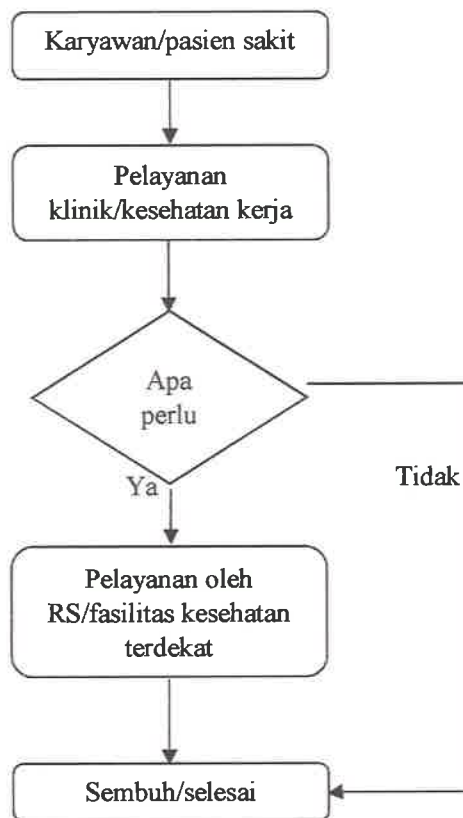 Karyawan/pasien sakit
Pelayanan
klinik/kesehatan kerja
Apa
perlu
Ya
Tidak
Pelayanan oleh
RS/fasilitas kesehatan
terdekat
Sembuh/selesai